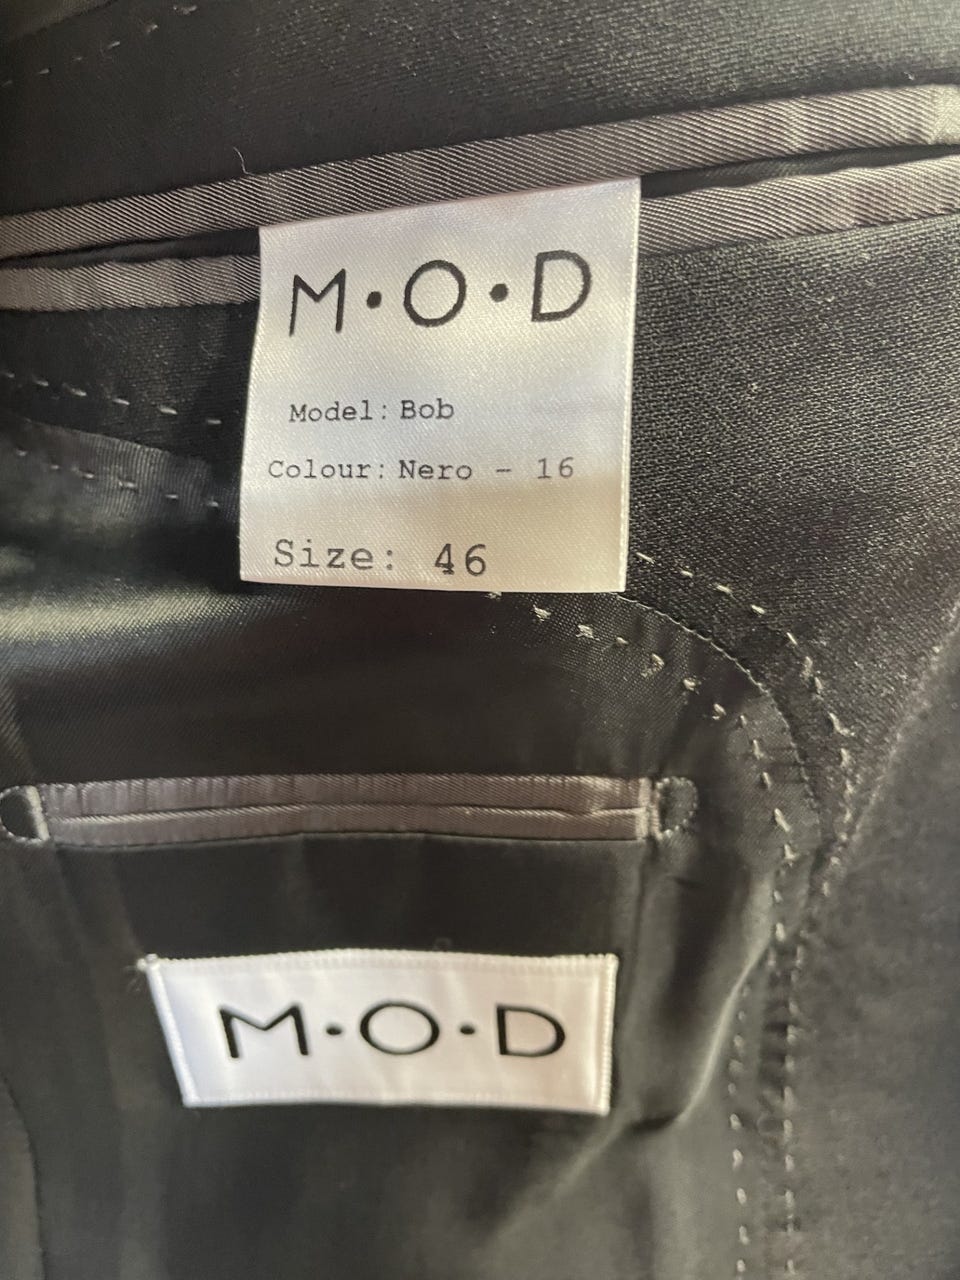 M·O·D
Model: Bob
Colour: Nero - 16
Size: 46
M·O·D